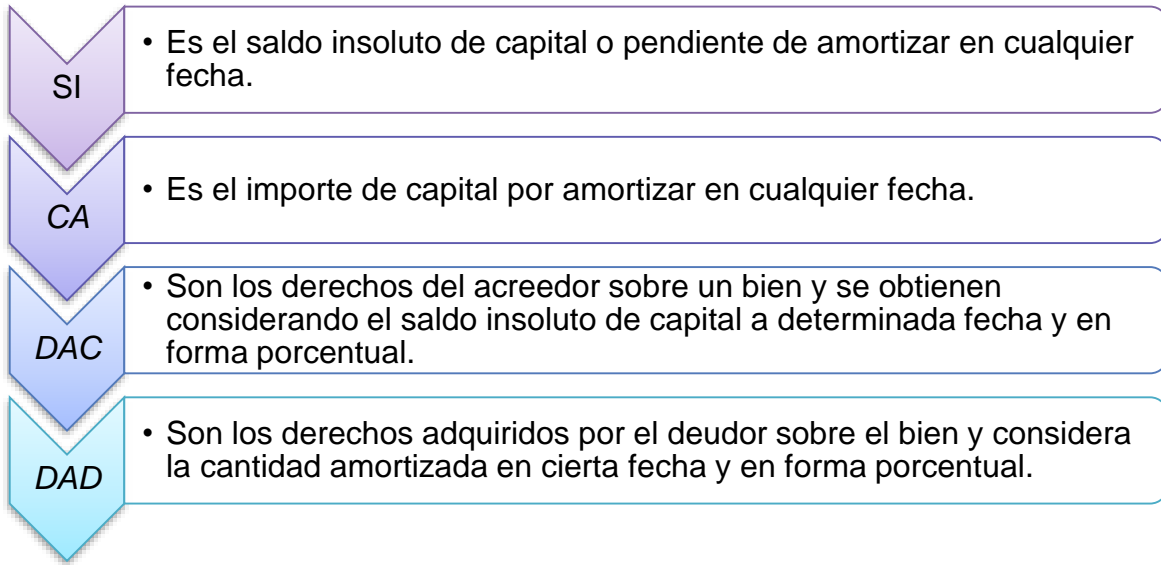 SI
• Es el saldo insoluto de capital o pendiente de amortizar en cualquier
fecha.
CA
• Es el importe de capital por amortizar en cualquier fecha.
DAC
• Son los derechos del acreedor sobre un bien y se obtienen
considerando el saldo insoluto de capital a determinada fecha y en
forma porcentual.
DAD
• Son los derechos adquiridos por el deudor sobre el bien y considera
la cantidad amortizada en cierta fecha y en forma porcentual.